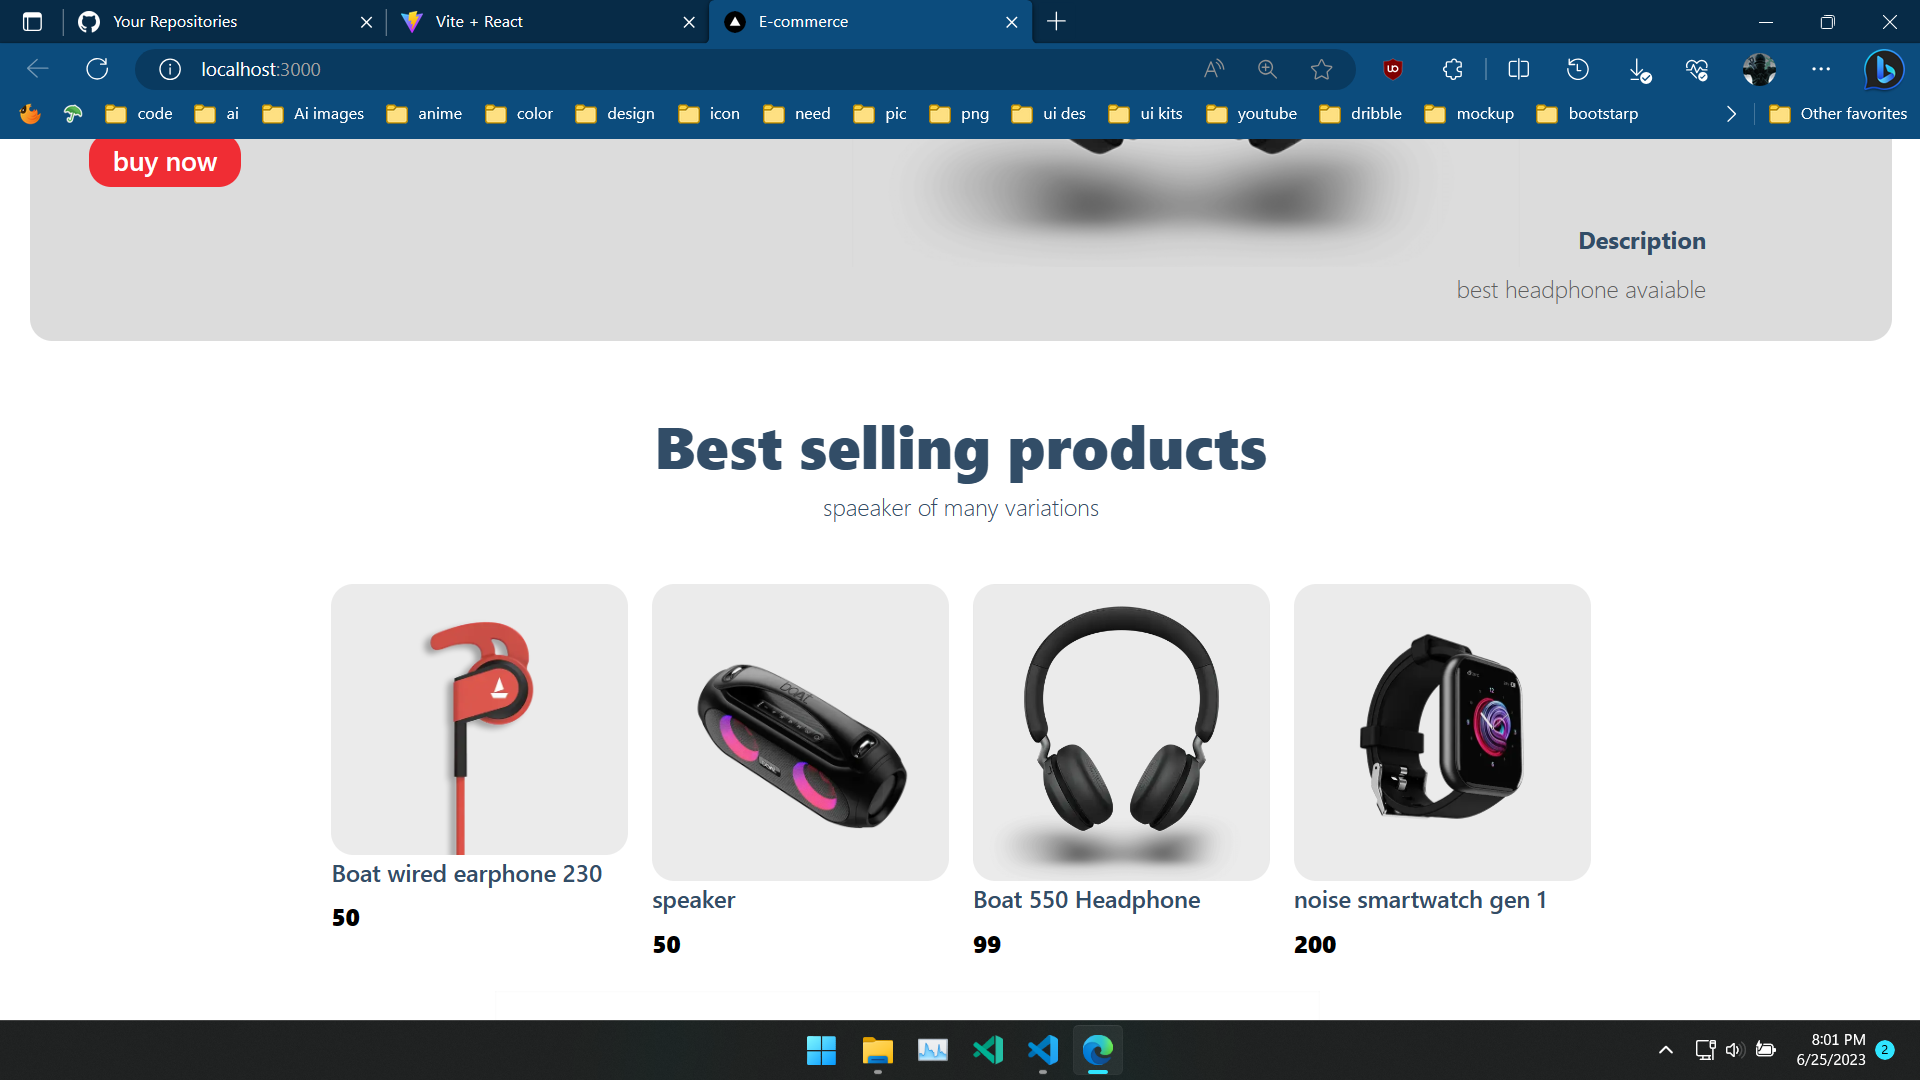 Your Repositories
Vite + React
E-commerce
localhost:3000
code
ai
Ai images
anime
color
design
icon
need
pic
png
ui des
ui kits
youtube
dribble
mockup
bootstarp
Other favorites
buy now
Description
best headphone avaiable
Best selling products
spaeaker of many variations
Boat wired earphone 230
50
speaker
50
Boat 550 Headphone
99
noise smartwatch gen 1
200
8:01 PM
6/25/2023
2